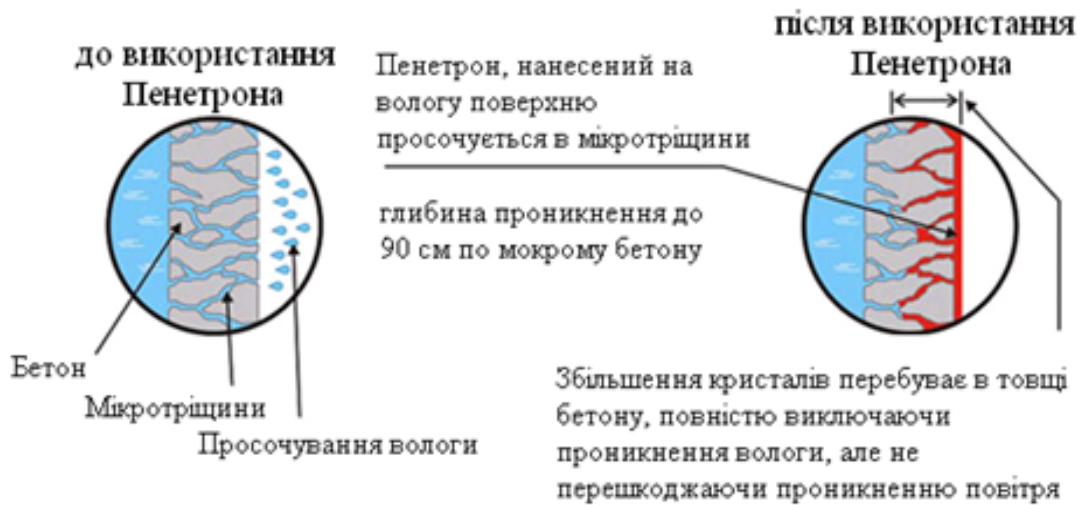 до використання
Пенетрона
Бетон
Мікротріщини
Просочування вологи
Пенетрон, нанесений на
вологу поверхню
просочується в мікротріщини
глибина проникнення до
90 см по мокрому бетону
після використання
Пенетрона
Збільшення кристалів перебуває в товщі
бетону, повністю виключаючи
проникнення вологи, але не
перешкоджаючи проникненню повітря